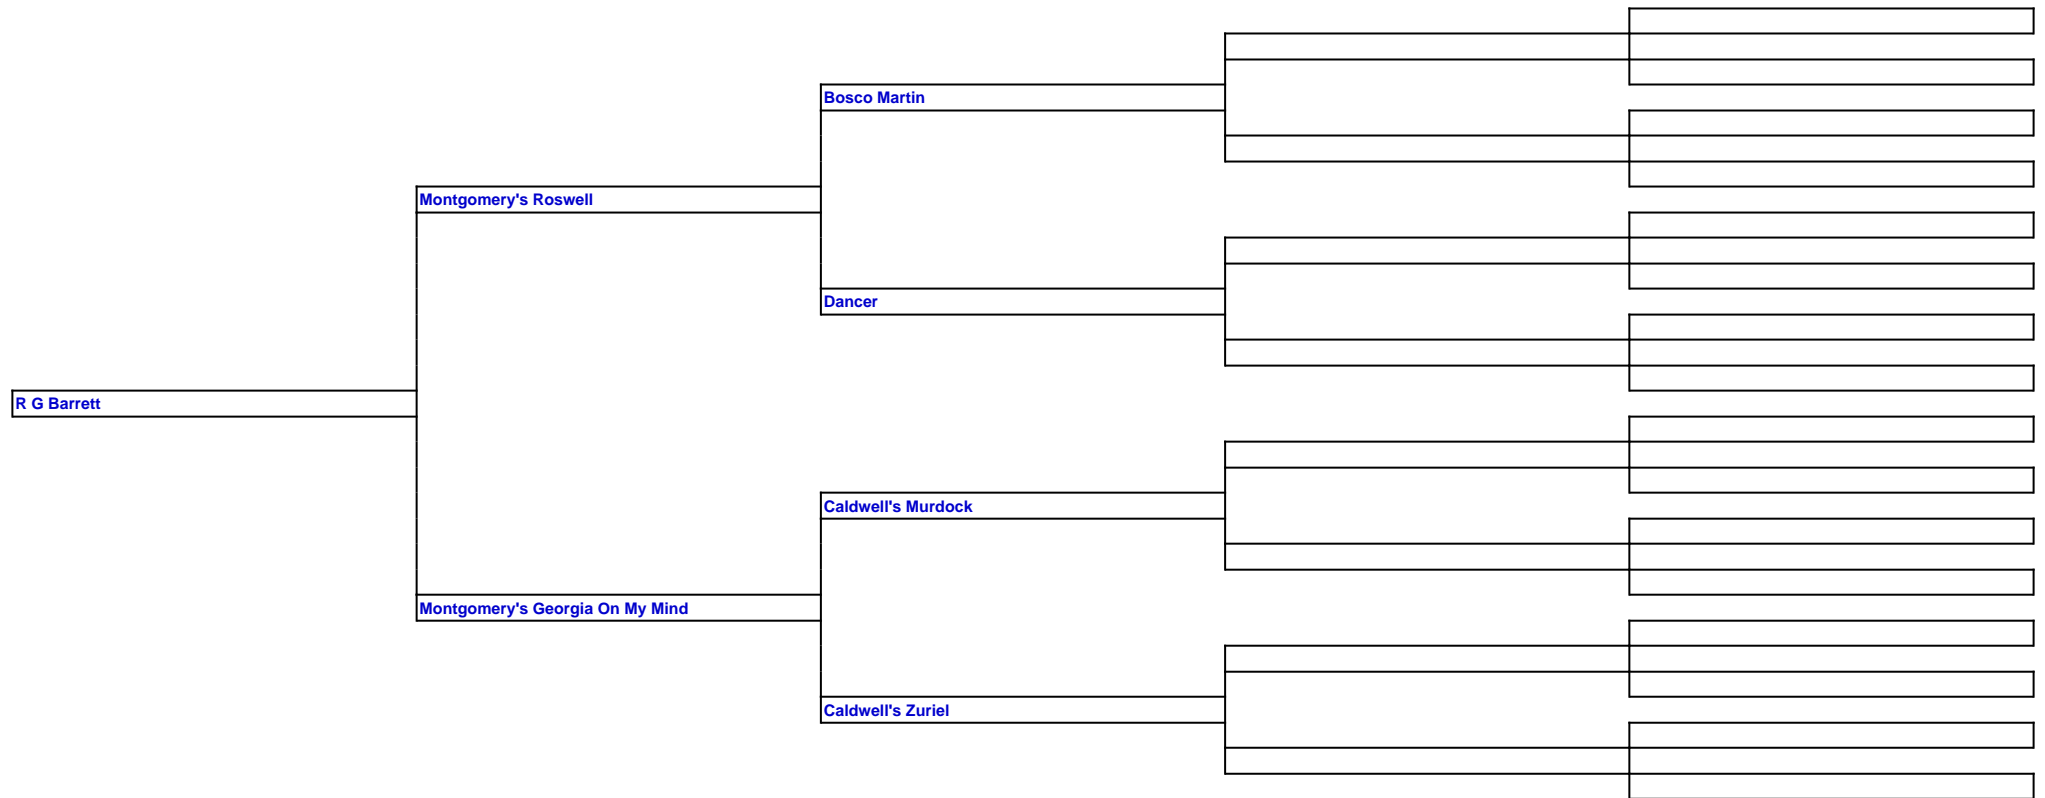 Bosco Martin
Montgomery's Roswell
Dancer
R G Barrett
Caldwell's Murdock
Montgomery's Georgia On My Mind
Caldwell's Zuriel